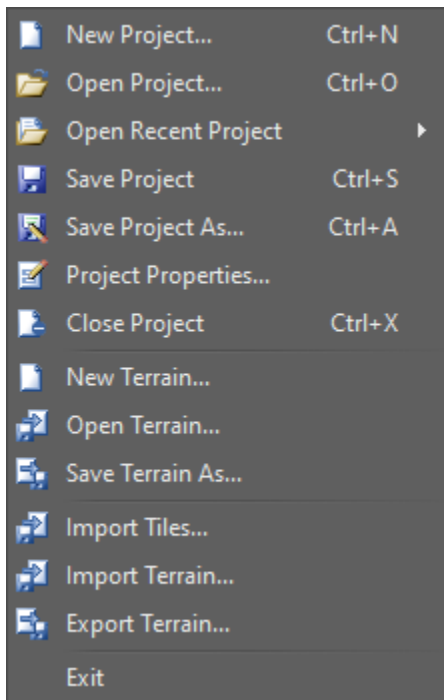 New Project... Ctrl+N
Open Project... Ctrl+O
Open Recent Project
Save Project Ctrl+S
Save Project As... Ctrl+A
Project Properties...
Close Project Ctrl+X
New Terrain...
Open Terrain...
Save Terrain As...
Import Tiles...
Import Terrain...
Export Terrain...
Exit